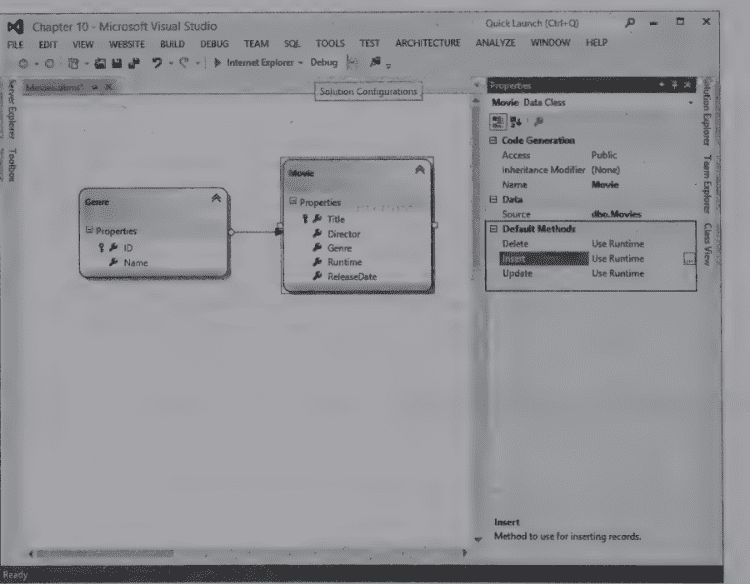 Chapter 10 - Microsoft Visual Studio
Quick Launch (Ctrl+Q)
FILE EDIT VIEW WEBSITE BUILD DEBUG TEAM SQL TOOLS TEST ARCHITECTURE ANALYZE WINDOW HELP
Internet Explorer Debug
Solution Configurations
Server Explorer
Toolbox
Genre
Properties
ID
Name
Movie
Properties
Title
Director
Genre
Runtime
ReleaseDate
Properties
Movie Data Class
Code Generation
Access Public
Inheritance Modifier (None)
Name Movie
Data
Source dbo.Movies
Default Methods
Delete Use Runtime
Insert Use Runtime ...
Update Use Runtime
Insert
Method to use for inserting records.
Solution Explorer
Team Explorer
Class View
Ready